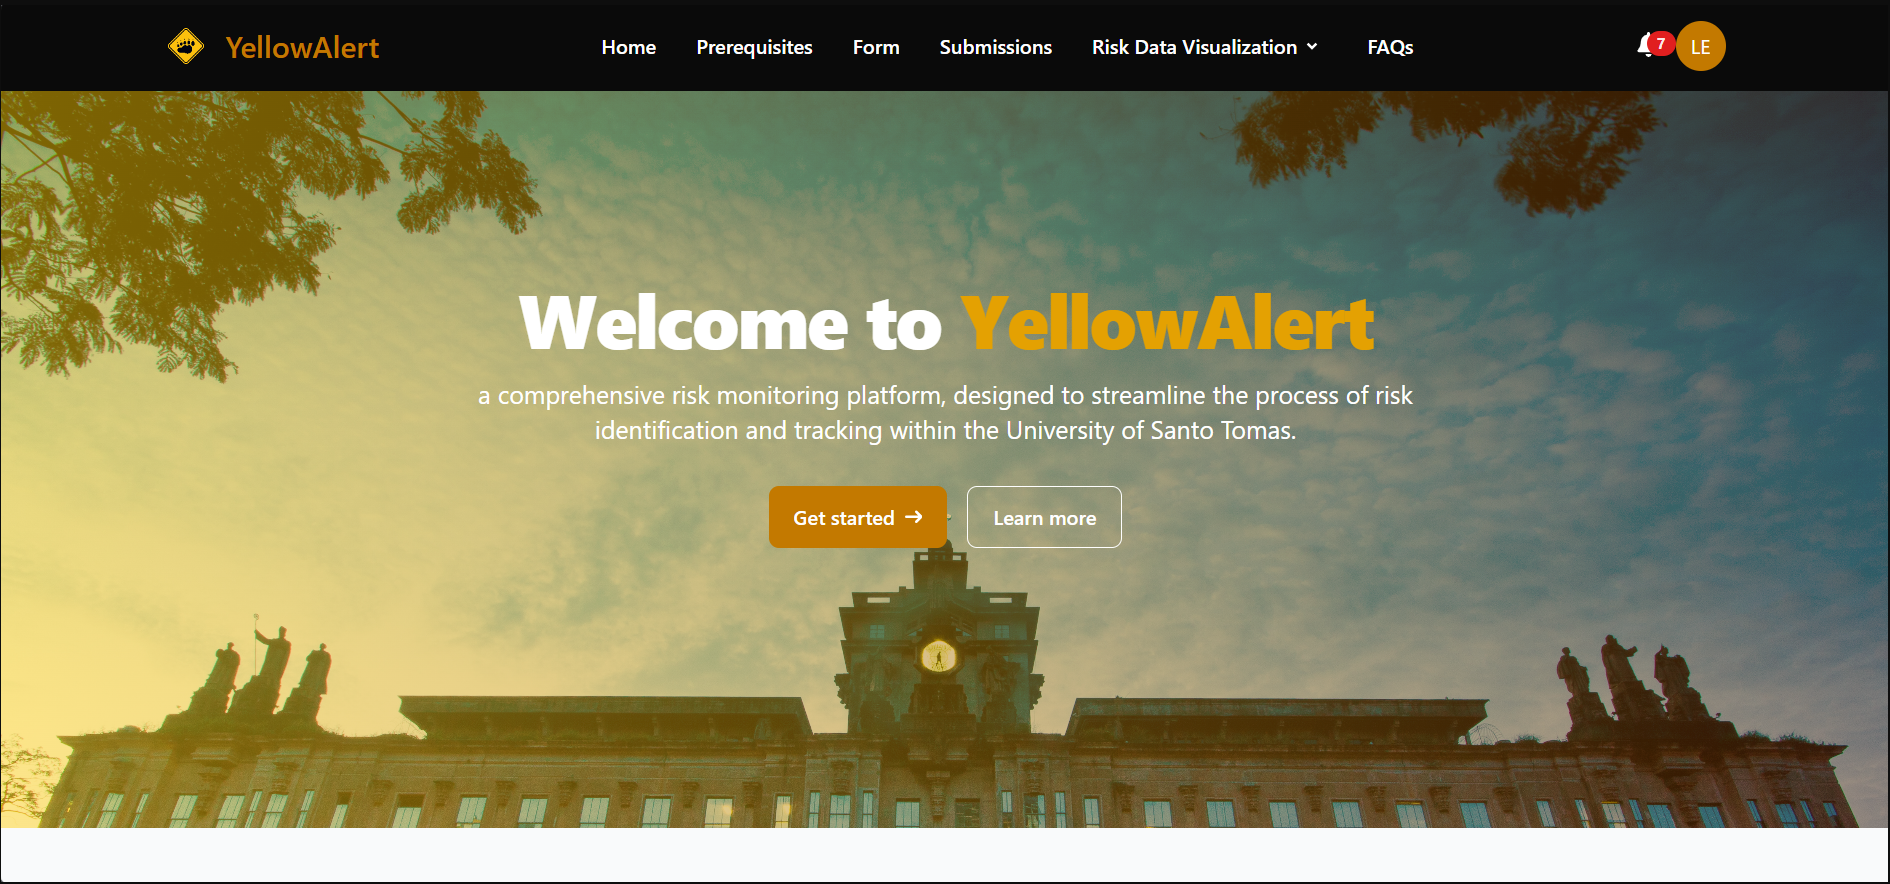 YellowAlert
Home Prerequisites Form Submissions Risk Data Visualization FAQs
7 LE
Welcome to YellowAlert
a comprehensive risk monitoring platform, designed to streamline the process of risk
identification and tracking within the University of Santo Tomas.
Get started Learn more